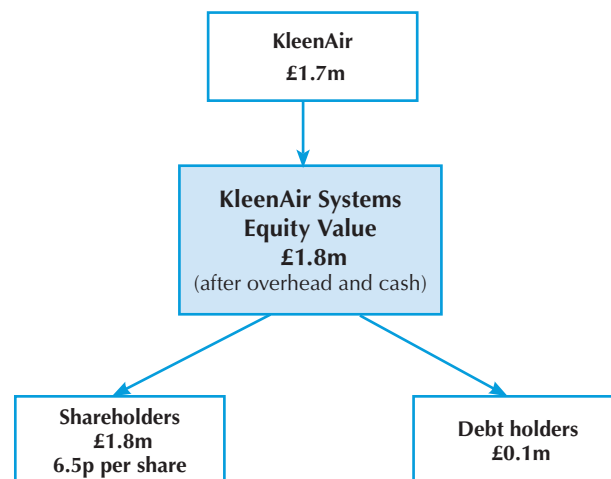 KleenAir
£1.7m
KleenAir Systems
Equity Value
£1.8m
(after overhead and cash)
Shareholders
£1.8m
6.5p per share
Debt holders
£0.1m